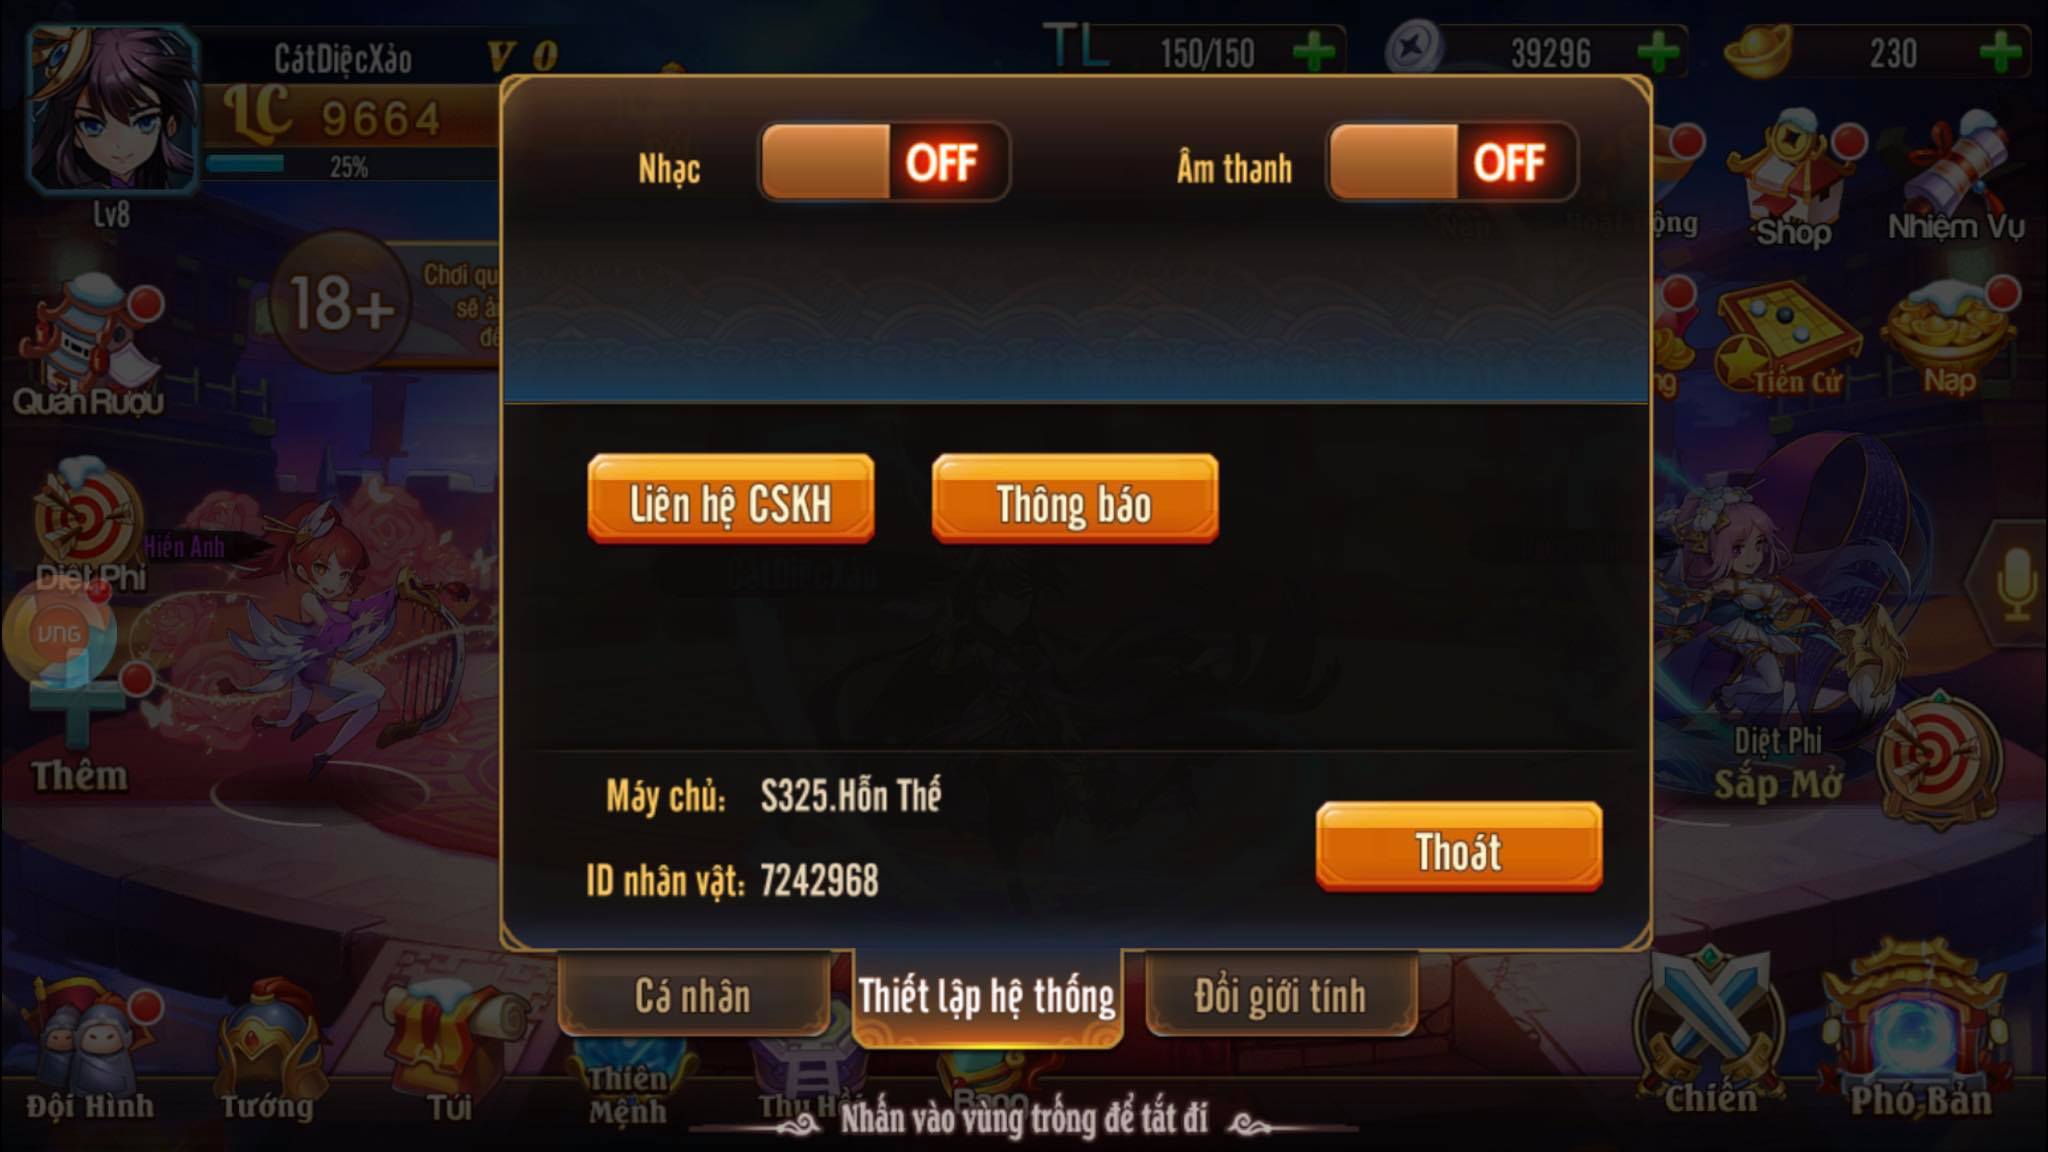 CátDiệcXảo
V 0
TL
150/150
39296
230
LC 9664
25%
Lv8
Nhạc
OFF
Âm thanh
OFF
Shop
Nhiệm Vụ
18+
Chơi qu
sẽ ả
để
Quán Rượu
Tiến Cử
Nạp
Liên hệ CSKH
Thông báo
Hiến Anh
Diệt Phi
VNG
CátDiệcXảo
Thêm
Diệt Phi
Sắp Mở
Máy chủ:
S325.Hỗn Thế
Thoát
ID nhân vật:
7242968
Cá nhân
Thiết lập hệ thống
Đổi giới tính
Đội Hình
Tướng
Túi
Thiên
Mệnh
Chiến
Phó Bản
Nhấn vào vùng trống để tắt đi